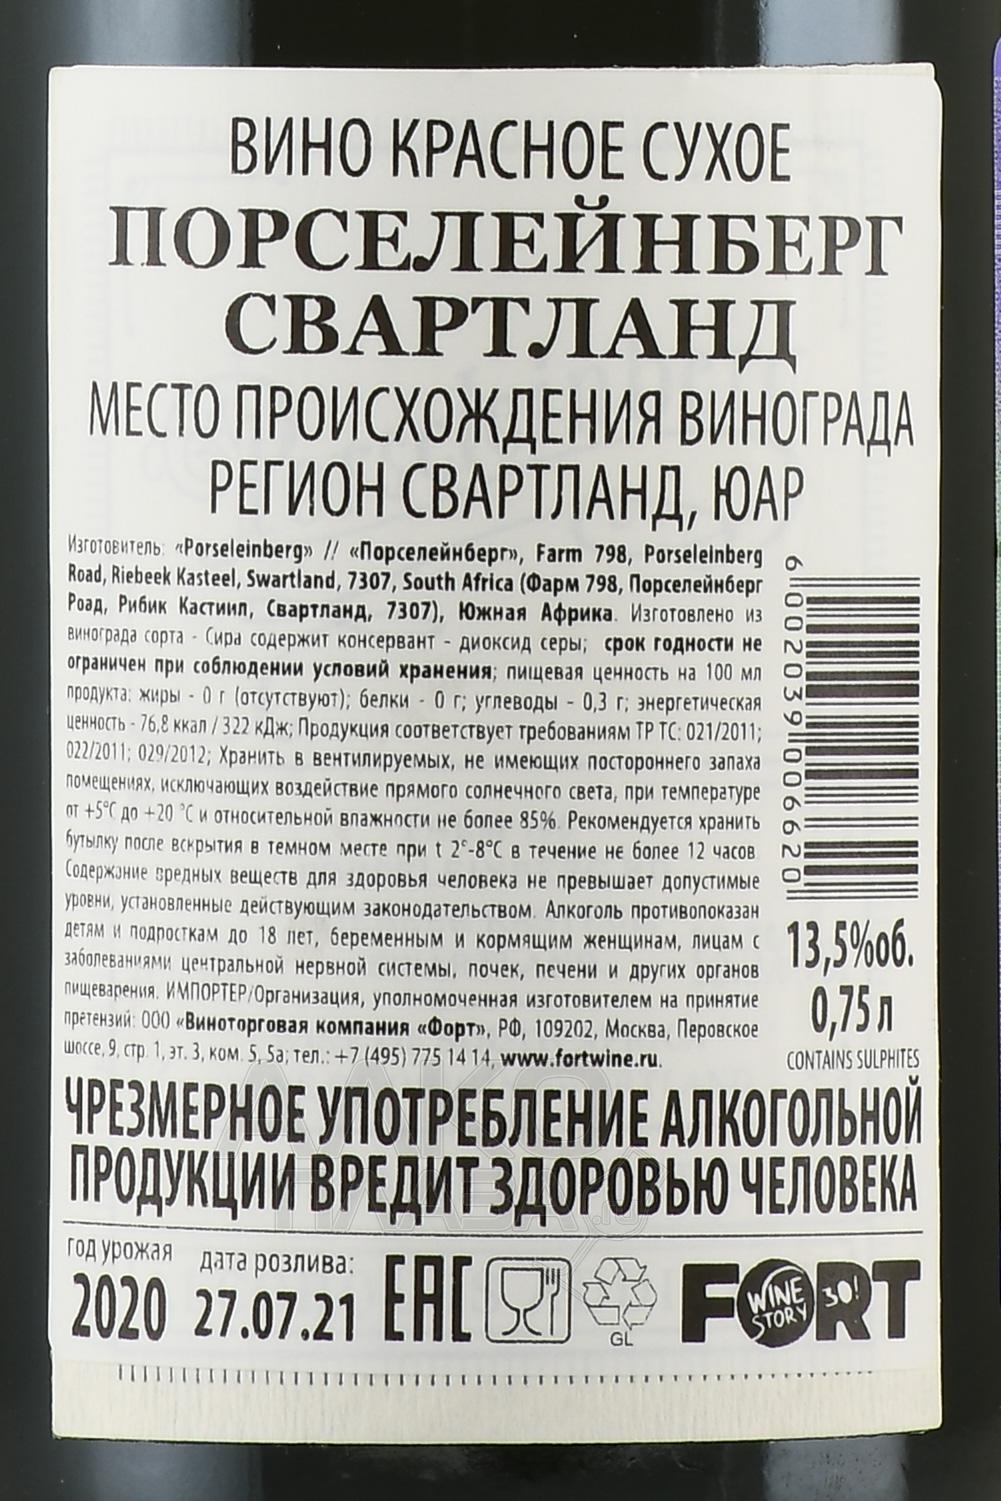 ВИНО КРАСНОЕ СУХОЕ
ПОРСЕЛЕЙНБЕРГ
СВАРТЛАНД
МЕСТО ПРОИСХОЖДЕНИЯ ВИНОГРАДА
РЕГИОН СВАРТЛАНД, ЮАР
Изготовитель: «Porseleinberg» // «Порселейнберг», Farm 798, Porseleinberg
Road, Riebeek Kasteel, Swartland, 7307, South Africa (Фарм 798, Порселейнберг
Роад, Рибик Кастиил, Свартланд, 7307), Южная Африка. Изготовлено из
винограда сорта - Сира содержит консервант - диоксид серы; срок годности не
ограничен при соблюдении условий хранения; пищевая ценность на 100 мл
продукта: жиры - 0 г (отсутствуют); белки - 0 г; углеводы - 0,3 г; энергетическая
ценность - 76,8 ккал / 322 кДж; Продукция соответствует требованиям ТР ТС: 021/2011;
022/2011; 029/2012; Хранить в вентилируемых, не имеющих постороннего запаха
помещениях, исключающих воздействие прямого солнечного света, при температуре
от +5°C до +20 °C и относительной влажности не более 85%. Рекомендуется хранить
бутылку после вскрытия в темном месте при t 2°-8°C в течение не более 12 часов.
Содержание вредных веществ для здоровья человека не превышает допустимые
уровни, установленные действующим законодательством. Алкоголь противопоказан
детям и подросткам до 18 лет, беременным и кормящим женщинам, лицам с
заболеваниями центральной нервной системы, почек, печени и других органов
пищеварения. ИМПОРТЕР/Организация, уполномоченная изготовителем на принятие
претензий: ООО «Виноторговая компания «Форт», РФ, 109202, Москва, Перовское
шоссе, 9, стр. 1, эт. 3, ком. 5, 5а; тел.: +7 (495) 775 14 14, www.fortwine.ru.
6002039006620
13,5%об.
0,75 л
CONTAINS SULPHITES
ЧРЕЗМЕРНОЕ УПОТРЕБЛЕНИЕ АЛКОГОЛЬНОЙ
ПРОДУКЦИИ ВРЕДИТ ЗДОРОВЬЮ ЧЕЛОВЕКА
год урожая
2020
дата розлива:
27.07.21
EAC
GL
FORT
WINE STORY 30!